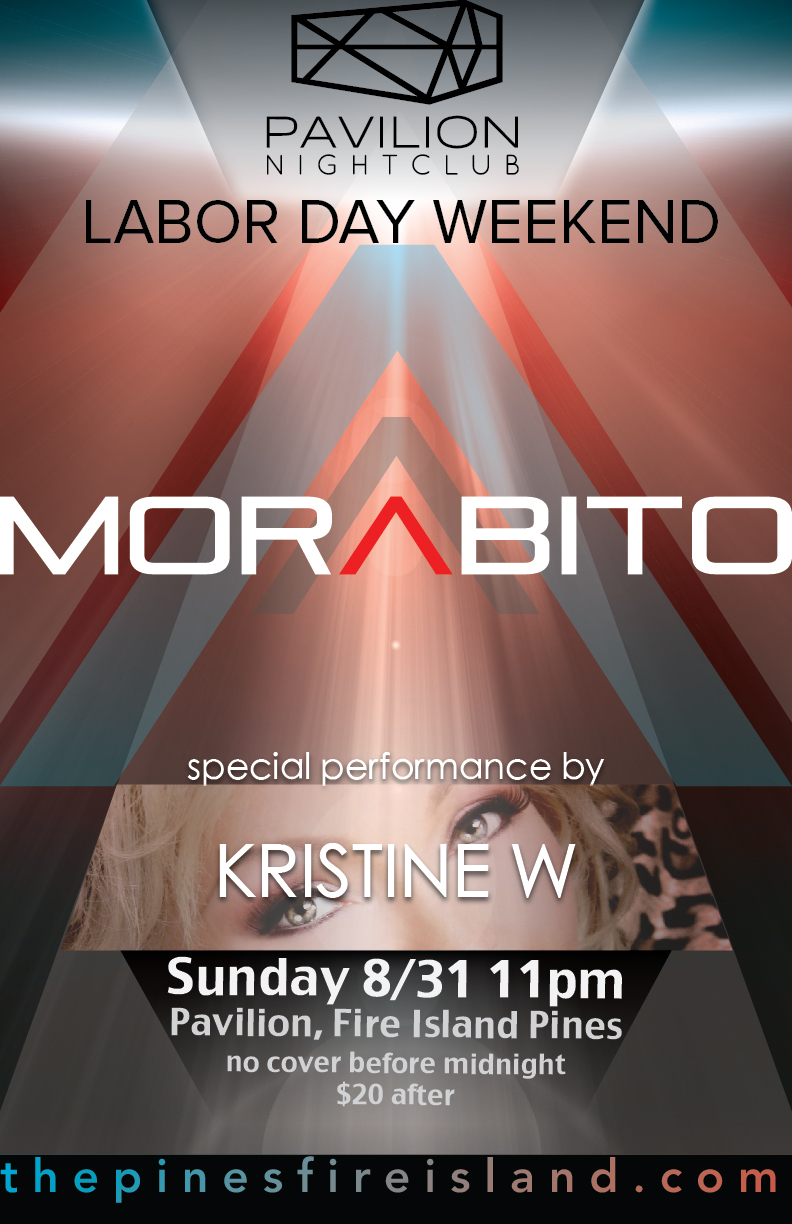 PAVILION
NIGHTCLUB
LABOR DAY WEEKEND
MORABITO
special performance by
KRISTINE W
Sunday 8/31 11pm
Pavilion, Fire Island Pines
no cover before midnight
$20 after
thepinesfireisland.com